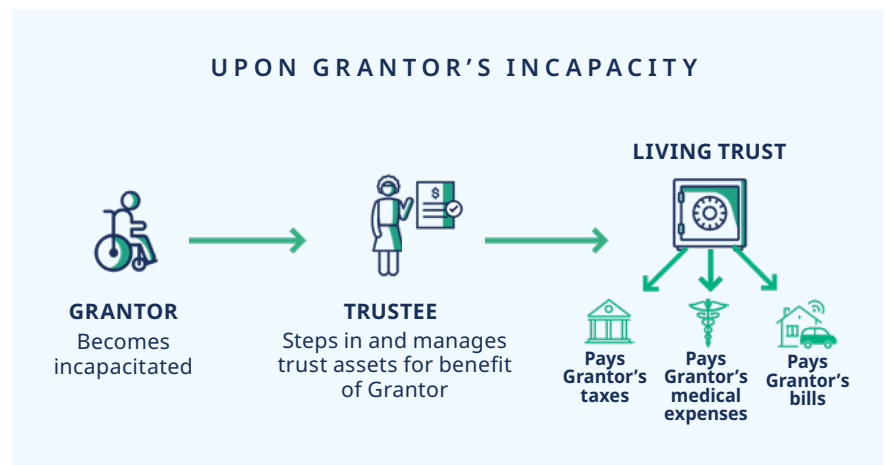 UPON GRANTOR’S INCAPACITY
LIVING TRUST
$
GRANTOR
Becomes
incapacitated
TRUSTEE
Steps in and manages
trust assets for benefit
of Grantor
Pays
Grantor’s
taxes
Pays
Grantor’s
medical
expenses
Pays
Grantor’s
bills